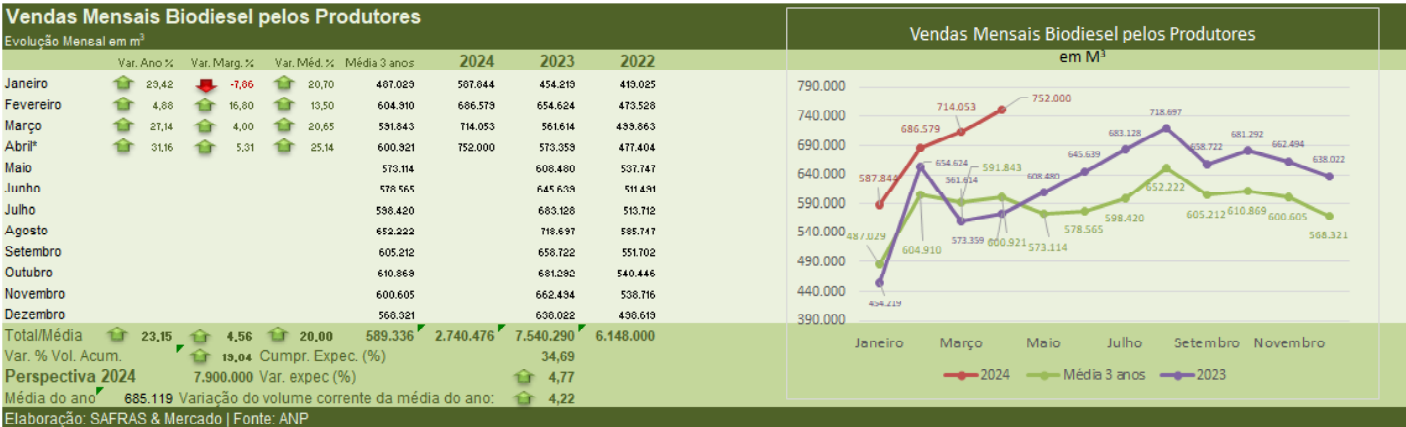 Vendas Mensais Biodiesel pelos Produtores
Evolução Mensal em m³
Var. Ano % Var. Marg. % Var. Méd. % Média 3 anos 2024 2023 2022
Janeiro 29,42 -7,86 20,70 487.029 587.844 454.219 419.025
Fevereiro 4,88 16,80 13,50 604.910 686.579 654.624 473.528
Março 27,14 4,00 20,65 591.843 714.053 561.614 499.863
Abril* 31,16 5,31 25,14 600.921 752.000 573.359 477.404
Maio 573.114 608.480 537.747
Junho 578.565 645.639 511.491
Julho 598.420 683.128 513.712
Agosto 652.222 718.697 585.747
Setembro 605.212 658.722 551.702
Outubro 610.869 681.292 540.446
Novembro 600.605 662.494 538.716
Dezembro 568.321 638.022 498.619
Total/Média 23,15 4,56 20,00 589.336 2.740.476 7.540.290 6.148.000
Var. % Vol. Acum. 19,04 Cumpr. Expec. (%) 34,69
Perspectiva 2024 7.900.000 Var. expec (%) 4,77
Média do ano 685.119 Variação do volume corrente da média do ano: 4,22
Elaboração: SAFRAS & Mercado | Fonte: ANP
Vendas Mensais Biodiesel pelos Produtores
em M³
790.000
740.000
690.000
640.000
590.000
540.000
490.000
440.000
390.000
587.844
686.579
714.053
752.000
487.029
604.910
591.843
600.921
573.114
578.565
598.420
652.222
605.212
610.869
600.605
568.321
454.219
654.624
561.614
573.359
608.480
645.639
683.128
718.697
658.722
681.292
662.494
638.022
Janeiro Março Maio Julho Setembro Novembro
2024 Média 3 anos 2023